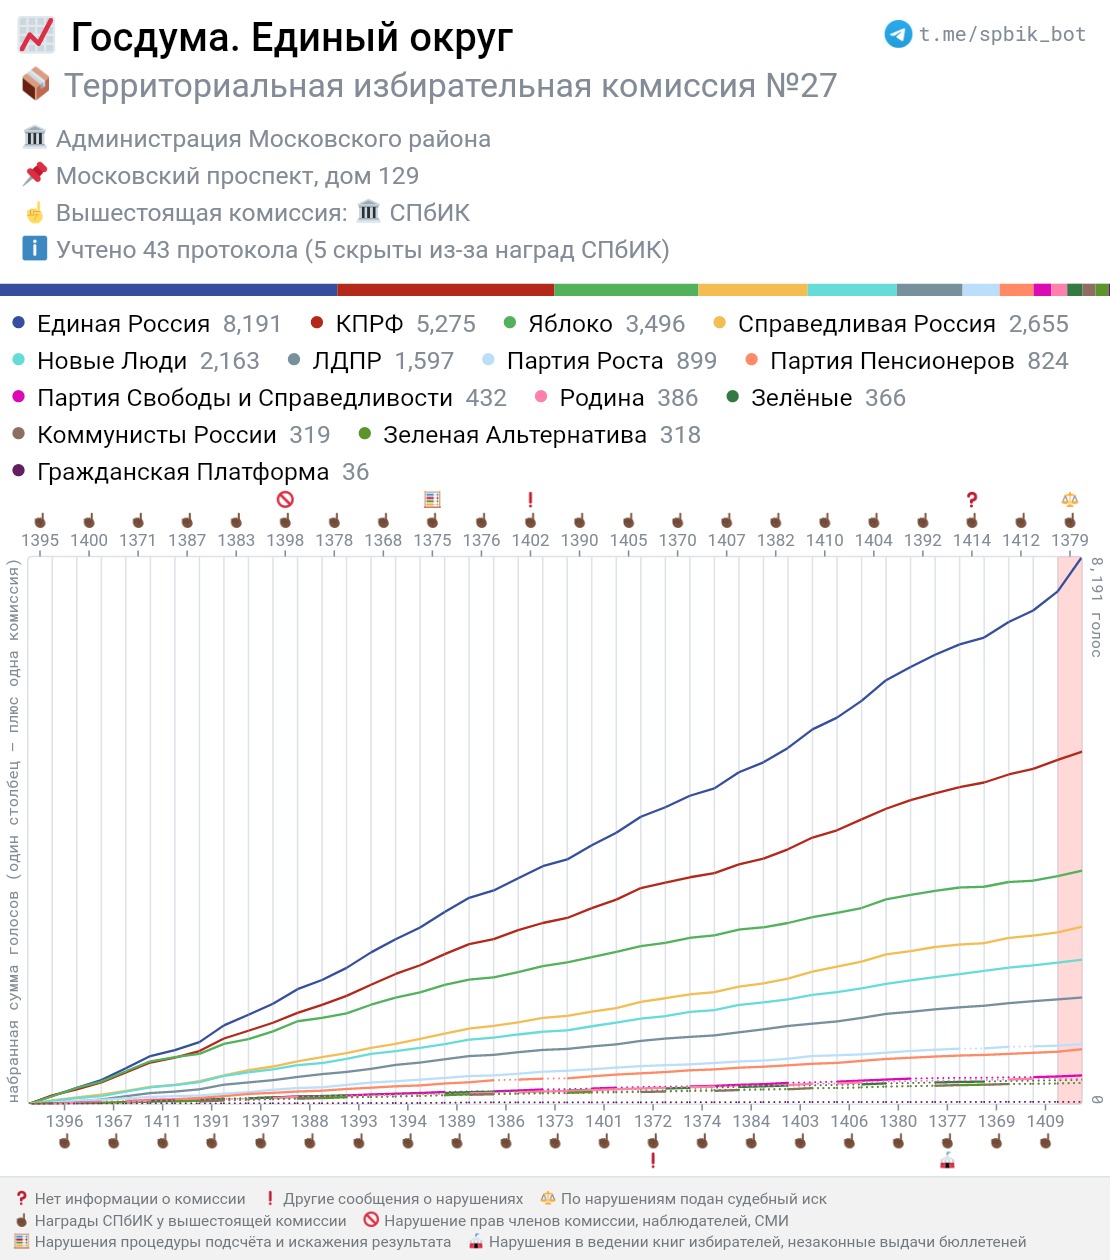 Госдума. Единый округ
t.me/spbik_bot
Территориальная избирательная комиссия №27
Администрация Московского района
Московский проспект, дом 129
Вышестоящая комиссия: СПбИК
Учтено 43 протокола (5 скрыты из-за наград СПбИК)
Единая Россия 8,191 КПРФ 5,275 Яблоко 3,496 Справедливая Россия 2,655
Новые Люди 2,163 ЛДПР 1,597 Партия Роста 899 Партия Пенсионеров 824
Партия Свободы и Справедливости 432 Родина 386 Зелёные 366
Коммунисты России 319 Зеленая Альтернатива 318
Гражданская Платформа 36
1395 1400 1371 1387 1383 1398 1378 1368 1375 1376 1402 1390 1405 1370 1407 1382 1410 1404 1392 1414 1412 1379
набранная сумма голосов (один столбец — плюс одна комиссия)
8,191 голос
0
1396 1367 1411 1391 1397 1388 1393 1394 1389 1386 1373 1401 1372 1374 1384 1403 1406 1380 1377 1369 1409
Нет информации о комиссии Другие сообщения о нарушениях По нарушениям подан судебный иск
Награды СПбИК у вышестоящей комиссии Нарушение прав членов комиссии, наблюдателей, СМИ
Нарушения процедуры подсчёта и искажения результата Нарушения в ведении книг избирателей, незаконные выдачи бюллетеней